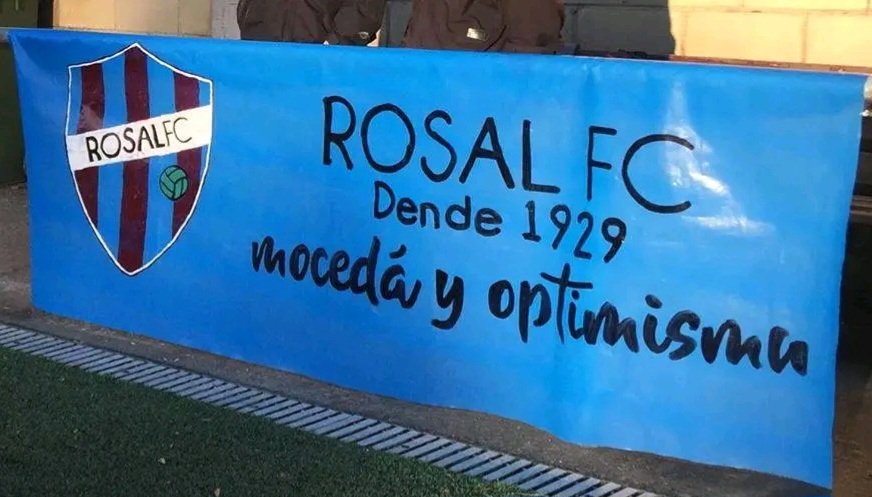 ROSALFC
ROSAL FC
Dende 1929
mocedá y optimismu